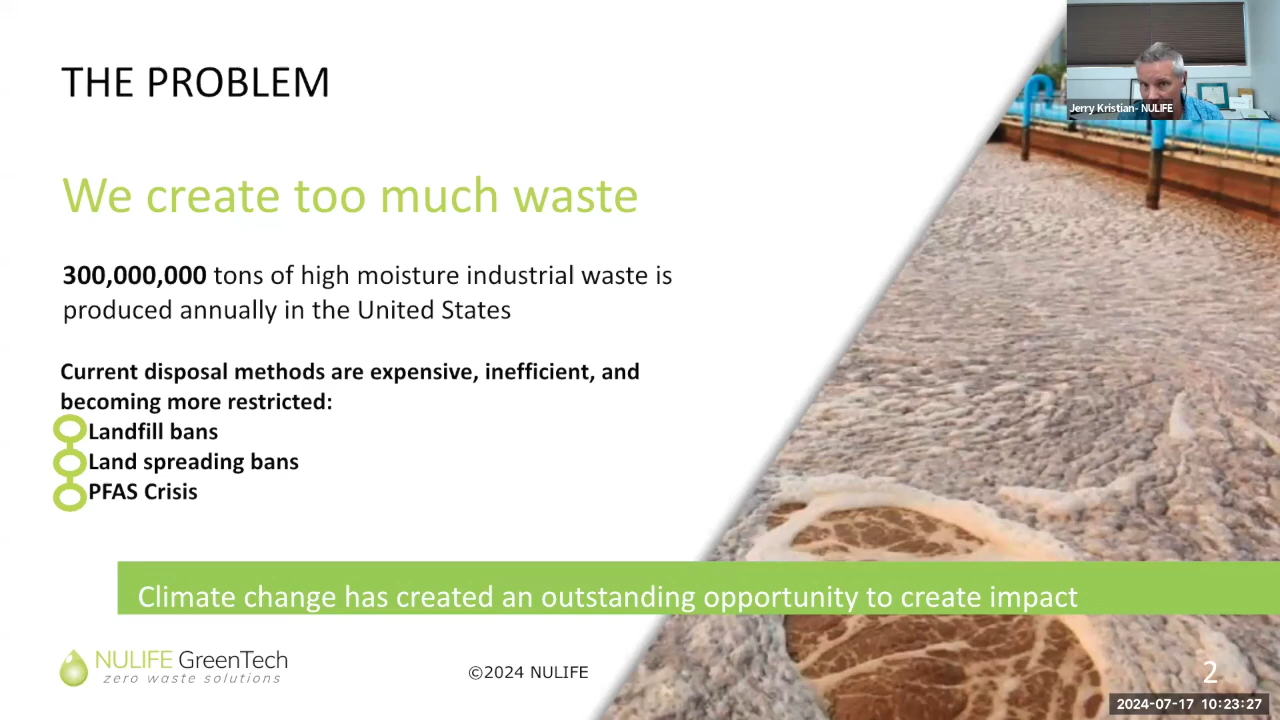 THE PROBLEM
Jerry Kristian- NULIFE
We create too much waste
300,000,000 tons of high moisture industrial waste is
produced annually in the United States
Current disposal methods are expensive, inefficient, and
becoming more restricted:
Landfill bans
Land spreading bans
PFAS Crisis
Climate change has created an outstanding opportunity to create impact
NULIFE GreenTech
zero waste solutions
©2024 NULIFE
2
2024-07-17 10:23:27